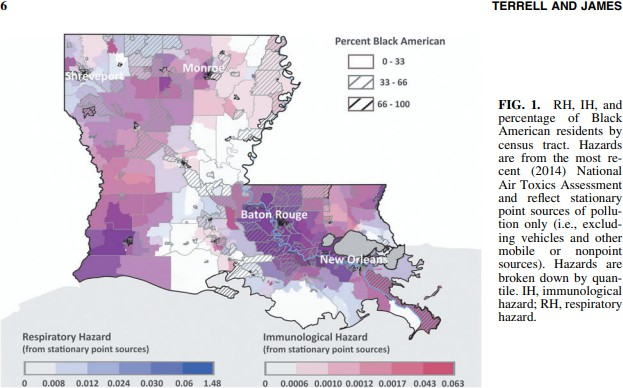 6
TERRELL AND JAMES
Percent Black American
0 - 33
33 - 66
66 - 100
Shreveport
Monroe
Baton Rouge
New Orleans
Respiratory Hazard
(from stationary point sources)
0 0.008 0.012 0.024 0.030 0.06 1.48
Immunological Hazard
(from stationary point sources)
0 0.0006 0.0010 0.0012 0.0017 0.043 0.063
FIG. 1. RH, IH, and
percentage of Black
American residents by
census tract. Hazards
are from the most re-
cent (2014) National
Air Toxics Assessment
and reflect stationary
point sources of pollu-
tion only (i.e., exclud-
ing vehicles and other
mobile or nonpoint
sources). Hazards are
broken down by quan-
tile. IH, immunological
hazard; RH, respiratory
hazard.